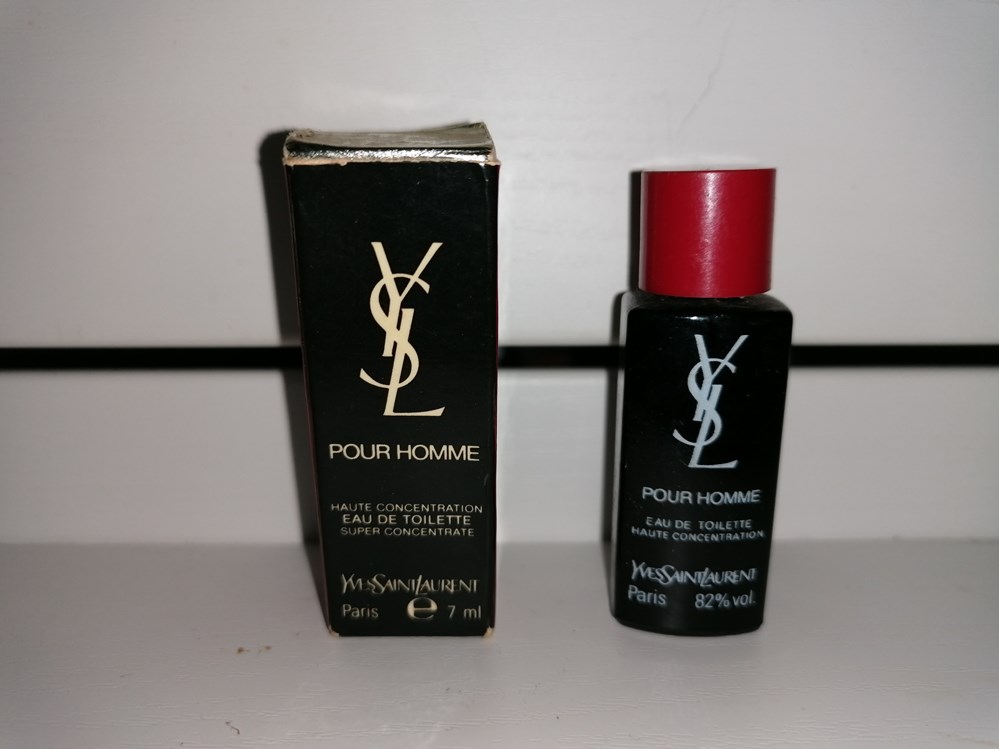 YSL
POUR HOMME
HAUTE CONCENTRATION
EAU DE TOILETTE
SUPER CONCENTRATE
YVESSAINTLAURENT
Paris e 7 ml
YSL
POUR HOMME
EAU DE TOILETTE
HAUTE CONCENTRATION
YVESSAINTLAURENT
Paris 82% vol.